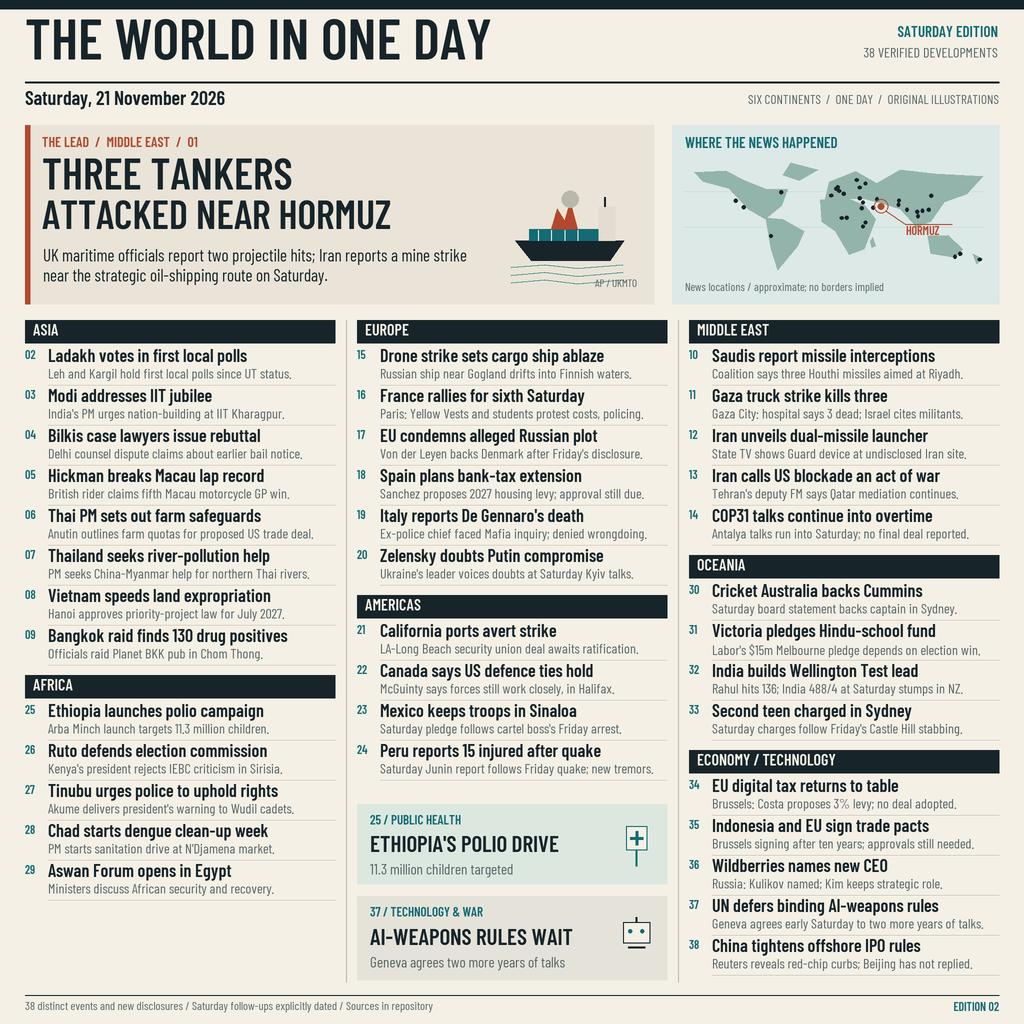 THE WORLD IN ONE DAY
SATURDAY EDITION
38 VERIFIED DEVELOPMENTS
Saturday, 21 November 2026
SIX CONTINENTS / ONE DAY / ORIGINAL ILLUSTRATIONS
THE LEAD / MIDDLE EAST / 01
THREE TANKERS
ATTACKED NEAR HORMUZ
UK maritime officials report two projectile hits; Iran reports a mine strike
near the strategic oil-shipping route on Saturday.
AP / UKMTO
WHERE THE NEWS HAPPENED
HORMUZ
News locations / approximate; no borders implied
ASIA
02 Ladakh votes in first local polls
Leh and Kargil hold first local polls since UT status.
03 Modi addresses IIT jubilee
India's PM urges nation-building at IIT Kharagpur.
04 Bilkis case lawyers issue rebuttal
Delhi counsel dispute claims about earlier bail notice.
05 Hickman breaks Macau lap record
British rider claims fifth Macau motorcycle GP win.
06 Thai PM sets out farm safeguards
Anutin outlines farm quotas for proposed US trade deal.
07 Thailand seeks river-pollution help
PM seeks China-Myanmar help for northern Thai rivers.
08 Vietnam speeds land expropriation
Hanoi approves priority-project law for July 2027.
09 Bangkok raid finds 130 drug positives
Officials raid Planet BKK pub in Chom Thong.
AFRICA
25 Ethiopia launches polio campaign
Arba Minch launch targets 11.3 million children.
26 Ruto defends election commission
Kenya's president rejects IEBC criticism in Sirisia.
27 Tinubu urges police to uphold rights
Akume delivers president's warning to Wudil cadets.
28 Chad starts dengue clean-up week
PM starts sanitation drive at N'Djamena market.
29 Aswan Forum opens in Egypt
Ministers discuss African security and recovery.
EUROPE
15 Drone strike sets cargo ship ablaze
Russian ship near Gogland drifts into Finnish waters.
16 France rallies for sixth Saturday
Paris: Yellow Vests and students protest costs, policing.
17 EU condemns alleged Russian plot
Von der Leyen backs Denmark after Friday's disclosure.
18 Spain plans bank-tax extension
Sanchez proposes 2027 housing levy; approval still due.
19 Italy reports De Gennaro's death
Ex-police chief faced Mafia inquiry; denied wrongdoing.
20 Zelensky doubts Putin compromise
Ukraine's leader voices doubts at Saturday Kyiv talks.
AMERICAS
21 California ports avert strike
LA-Long Beach security union deal awaits ratification.
22 Canada says US defence ties hold
McGuinty says forces still work closely, in Halifax.
23 Mexico keeps troops in Sinaloa
Saturday pledge follows cartel boss's Friday arrest.
24 Peru reports 15 injured after quake
Saturday Junin report follows Friday quake; new tremors.
25 / PUBLIC HEALTH
ETHIOPIA'S POLIO DRIVE
11.3 million children targeted
37 / TECHNOLOGY & WAR
AI-WEAPONS RULES WAIT
Geneva agrees two more years of talks
MIDDLE EAST
10 Saudis report missile interceptions
Coalition says three Houthi missiles aimed at Riyadh.
11 Gaza truck strike kills three
Gaza City: hospital says 3 dead; Israel cites militants.
12 Iran unveils dual-missile launcher
State TV shows Guard device at undisclosed Iran site.
13 Iran calls US blockade an act of war
Tehran's deputy FM says Qatar mediation continues.
14 COP31 talks continue into overtime
Antalya talks run into Saturday; no final deal reported.
OCEANIA
30 Cricket Australia backs Cummins
Saturday board statement backs captain in Sydney.
31 Victoria pledges Hindu-school fund
Labor's $15m Melbourne pledge depends on election win.
32 India builds Wellington Test lead
Rahul hits 136; India 488/4 at Saturday stumps in NZ.
33 Second teen charged in Sydney
Saturday charges follow Friday's Castle Hill stabbing.
ECONOMY / TECHNOLOGY
34 EU digital tax returns to table
Brussels: Costa proposes 3% levy; no deal adopted.
35 Indonesia and EU sign trade pacts
Brussels signing after ten years; approvals still needed.
36 Wildberries names new CEO
Russia: Kulikov named; Kim keeps strategic role.
37 UN defers binding AI-weapons rules
Geneva agrees early Saturday to two more years of talks.
38 China tightens offshore IPO rules
Reuters reveals red-chip curbs; Beijing has not replied.
38 distinct events and new disclosures / Saturday follow-ups explicitly dated / Sources in repository
EDITION 02